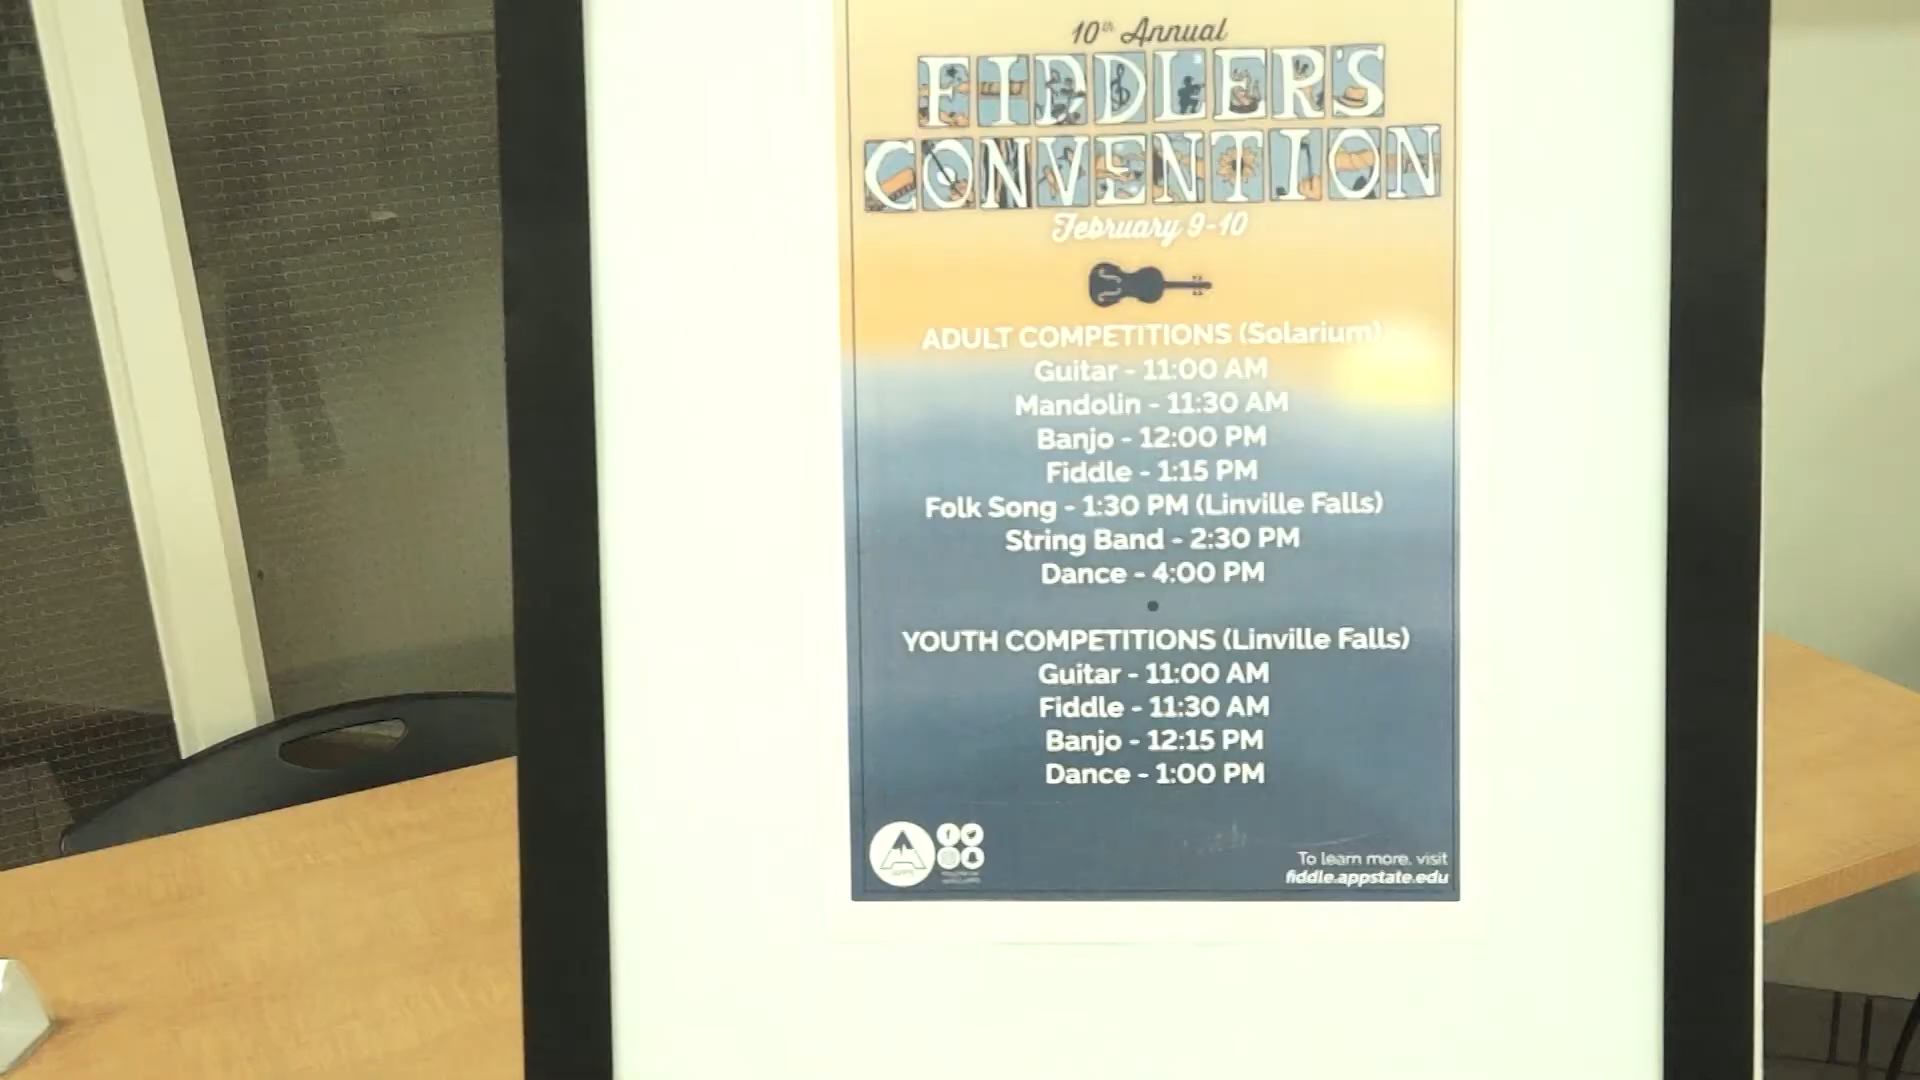 10th Annual
FIDDLER'S
CONVENTION
February 9-10
ADULT COMPETITIONS (Solarium)
Guitar - 11:00 AM
Mandolin - 11:30 AM
Banjo - 12:00 PM
Fiddle - 1:15 PM
Folk Song - 1:30 PM (Linville Falls)
String Band - 2:30 PM
Dance - 4:00 PM
YOUTH COMPETITIONS (Linville Falls)
Guitar - 11:00 AM
Fiddle - 11:30 AM
Banjo - 12:15 PM
Dance - 1:00 PM
To learn more, visit
fiddle.appstate.edu